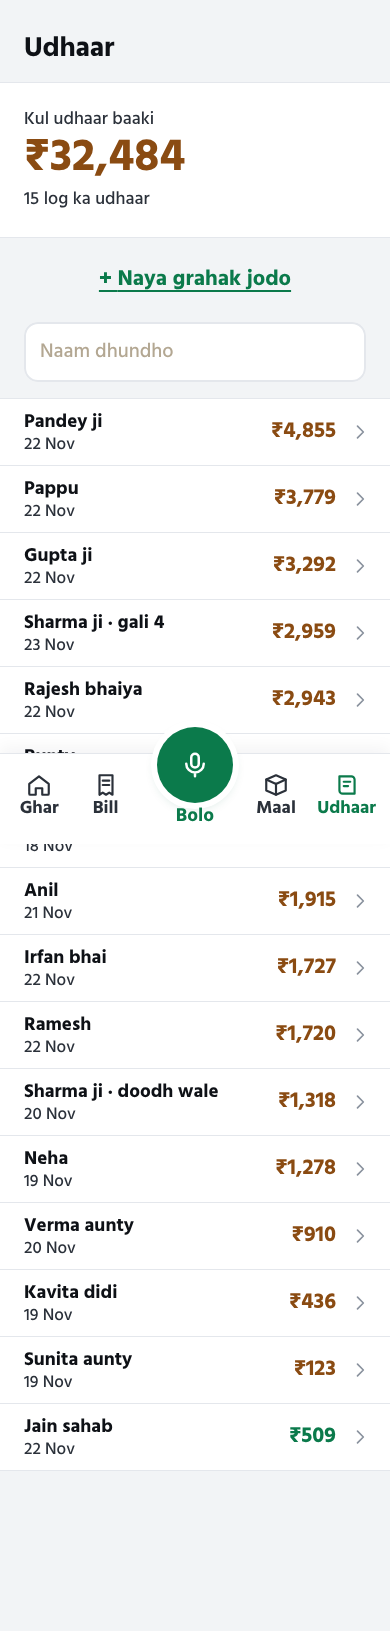 Udhaar
Kul udhaar baaki
₹32,484
15 log ka udhaar
+ Naya grahak jodo
Naam dhundho
Pandey ji
22 Nov
₹4,855
Pappu
22 Nov
₹3,779
Gupta ji
22 Nov
₹3,292
Sharma ji · gali 4
23 Nov
₹2,959
Rajesh bhaiya
22 Nov
₹2,943
Ghar
Bill
Bolo
Maal
Udhaar
18 Nov
Anil
21 Nov
₹1,915
Irfan bhai
22 Nov
₹1,727
Ramesh
22 Nov
₹1,720
Sharma ji · doodh wale
20 Nov
₹1,318
Neha
19 Nov
₹1,278
Verma aunty
20 Nov
₹910
Kavita didi
19 Nov
₹436
Sunita aunty
19 Nov
₹123
Jain sahab
22 Nov
₹509